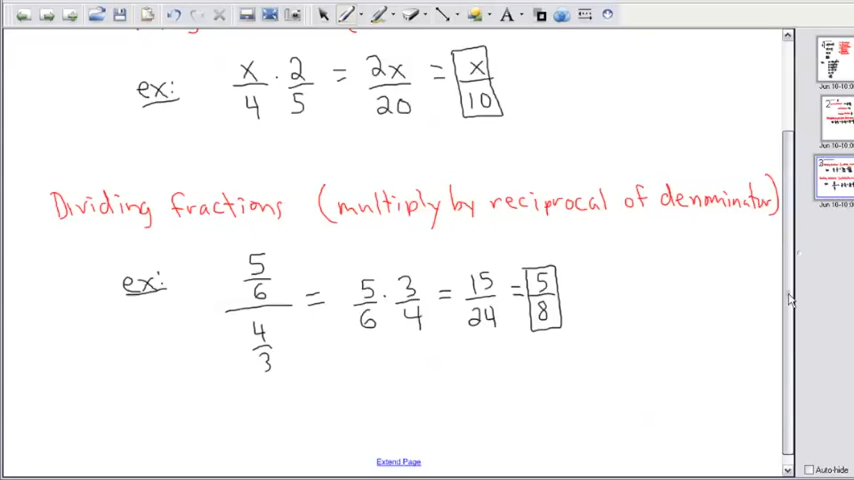 ex: x/4 · 2/5 = 2x/20 = x/10
Dividing fractions (multiply by reciprocal of denominator)
ex: 5/6 / 4/3 = 5/6 · 3/4 = 15/24 = 5/8
Extend Page
Auto-hide